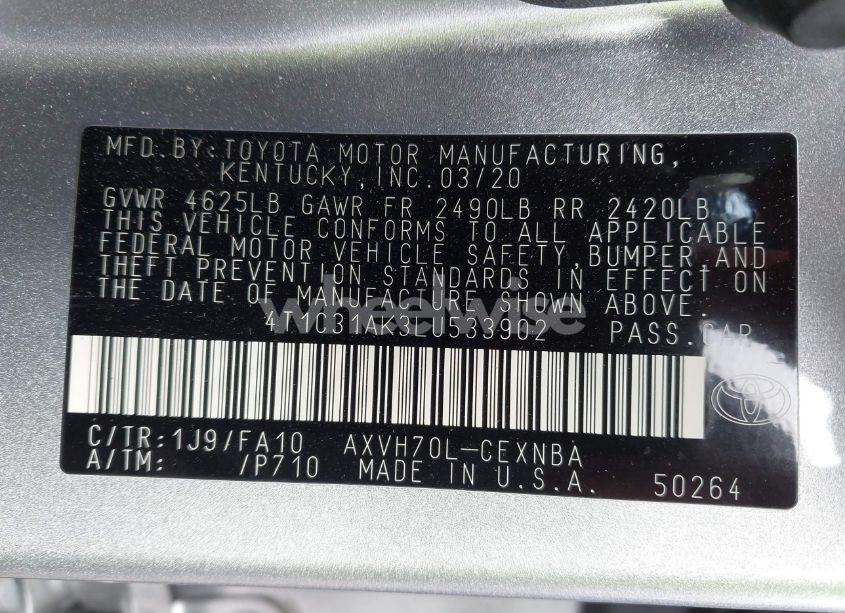 MFD.BY:TOYOTA MOTOR MANUFACTURING,
KENTUCKY,INC.03/20
GVWR 4625LB GAWR FR 2490LB RR 2420LB
THIS VEHICLE CONFORMS TO ALL APPLICABLE
FEDERAL MOTOR VEHICLE SAFETY,BUMPER,AND
THEFT PREVENTION STANDARDS IN EFFECT ON
THE DATE OF MANUFACTURE SHOWN ABOVE.
wheelwise
4T1C31AK3LU533902 PASS.CAR
C/TR:1J9/FA10 AXVH70L-CEXNBA
A/TM: /P710 MADE IN U.S.A. 50264